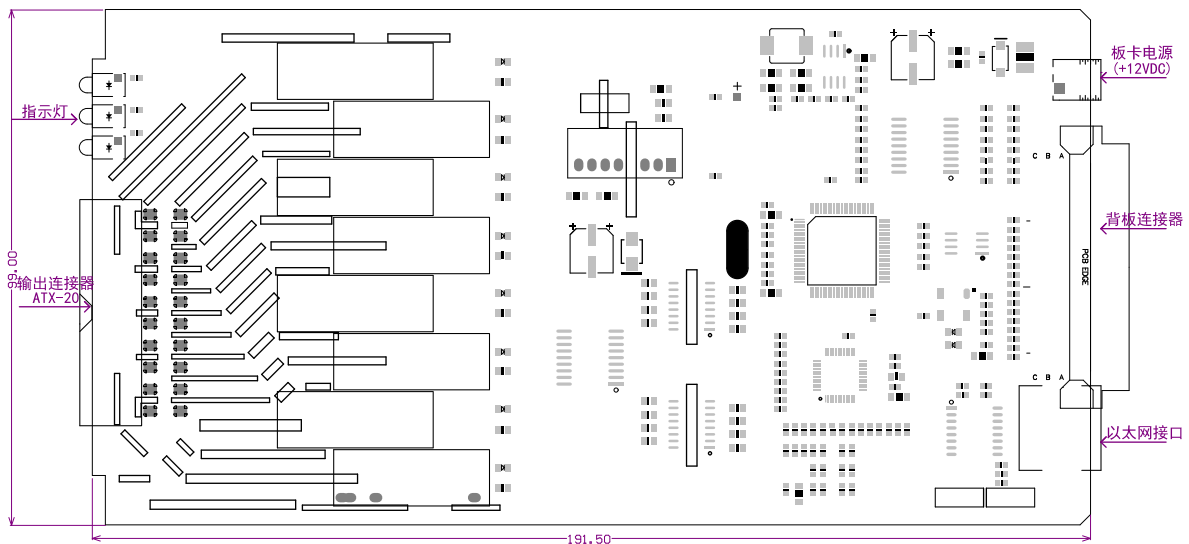 板卡电源
(+12VDC)
指示灯
C B A
背板连接器
PCB EDGE
99.00
输出连接器
ATX-20
C B A
以太网接口
191.50